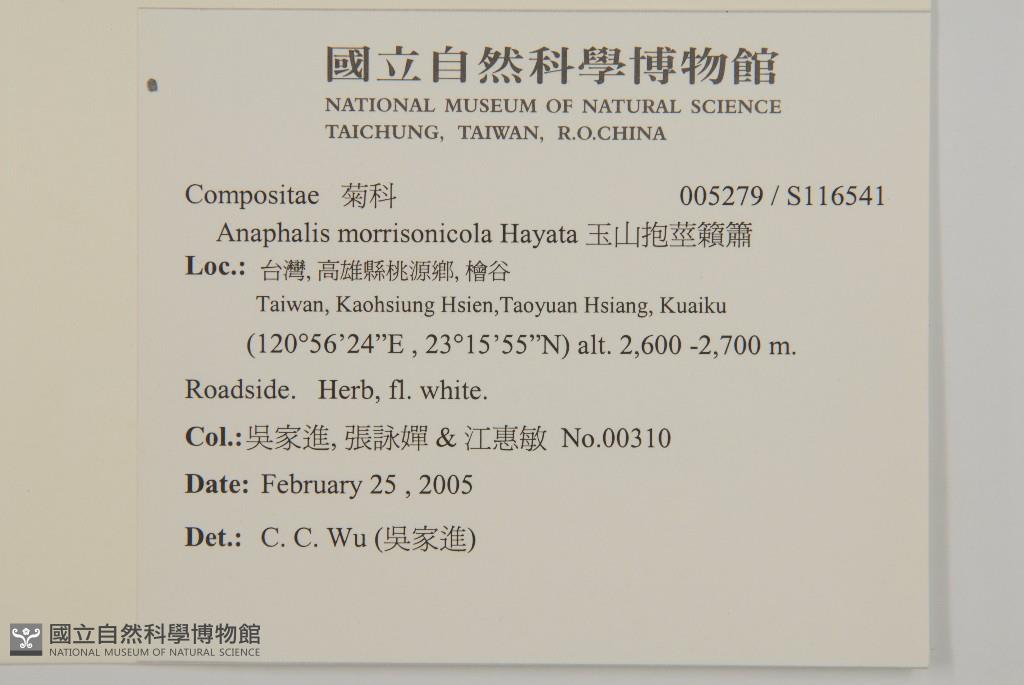 國立自然科學博物館
NATIONAL MUSEUM OF NATURAL SCIENCE
TAICHUNG, TAIWAN, R.O.CHINA
Compositae 菊科 005279 / S116541
Anaphalis morrisonicola Hayata 玉山抱莖籟簫
Loc.: 台灣, 高雄縣桃源鄉, 檜谷
Taiwan, Kaohsiung Hsien,Taoyuan Hsiang, Kuaiku
(120°56’24”E , 23°15’55”N) alt. 2,600 -2,700 m.
Roadside. Herb, fl. white.
Col.:吳家進, 張詠嬋 & 江惠敏 No.00310
Date: February 25 , 2005
Det.: C. C. Wu (吳家進)
國立自然科學博物館
NATIONAL MUSEUM OF NATURAL SCIENCE